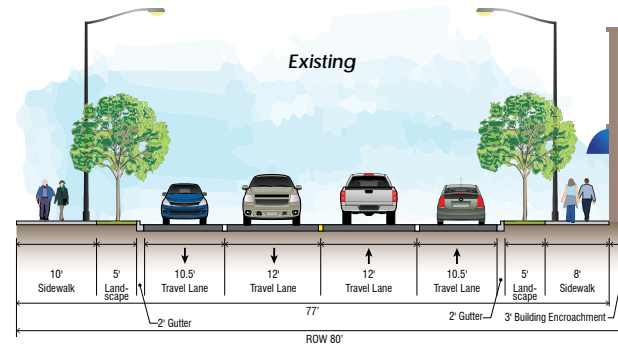 Existing
10' 5' 10.5' 12' 12' 10.5' 5' 8'
Sidewalk Land-
scape Travel Lane Travel Lane Travel Lane Travel Lane Land-
scape Sidewalk
2' Gutter 2' Gutter 3' Building Encroachment
77'
ROW 80'